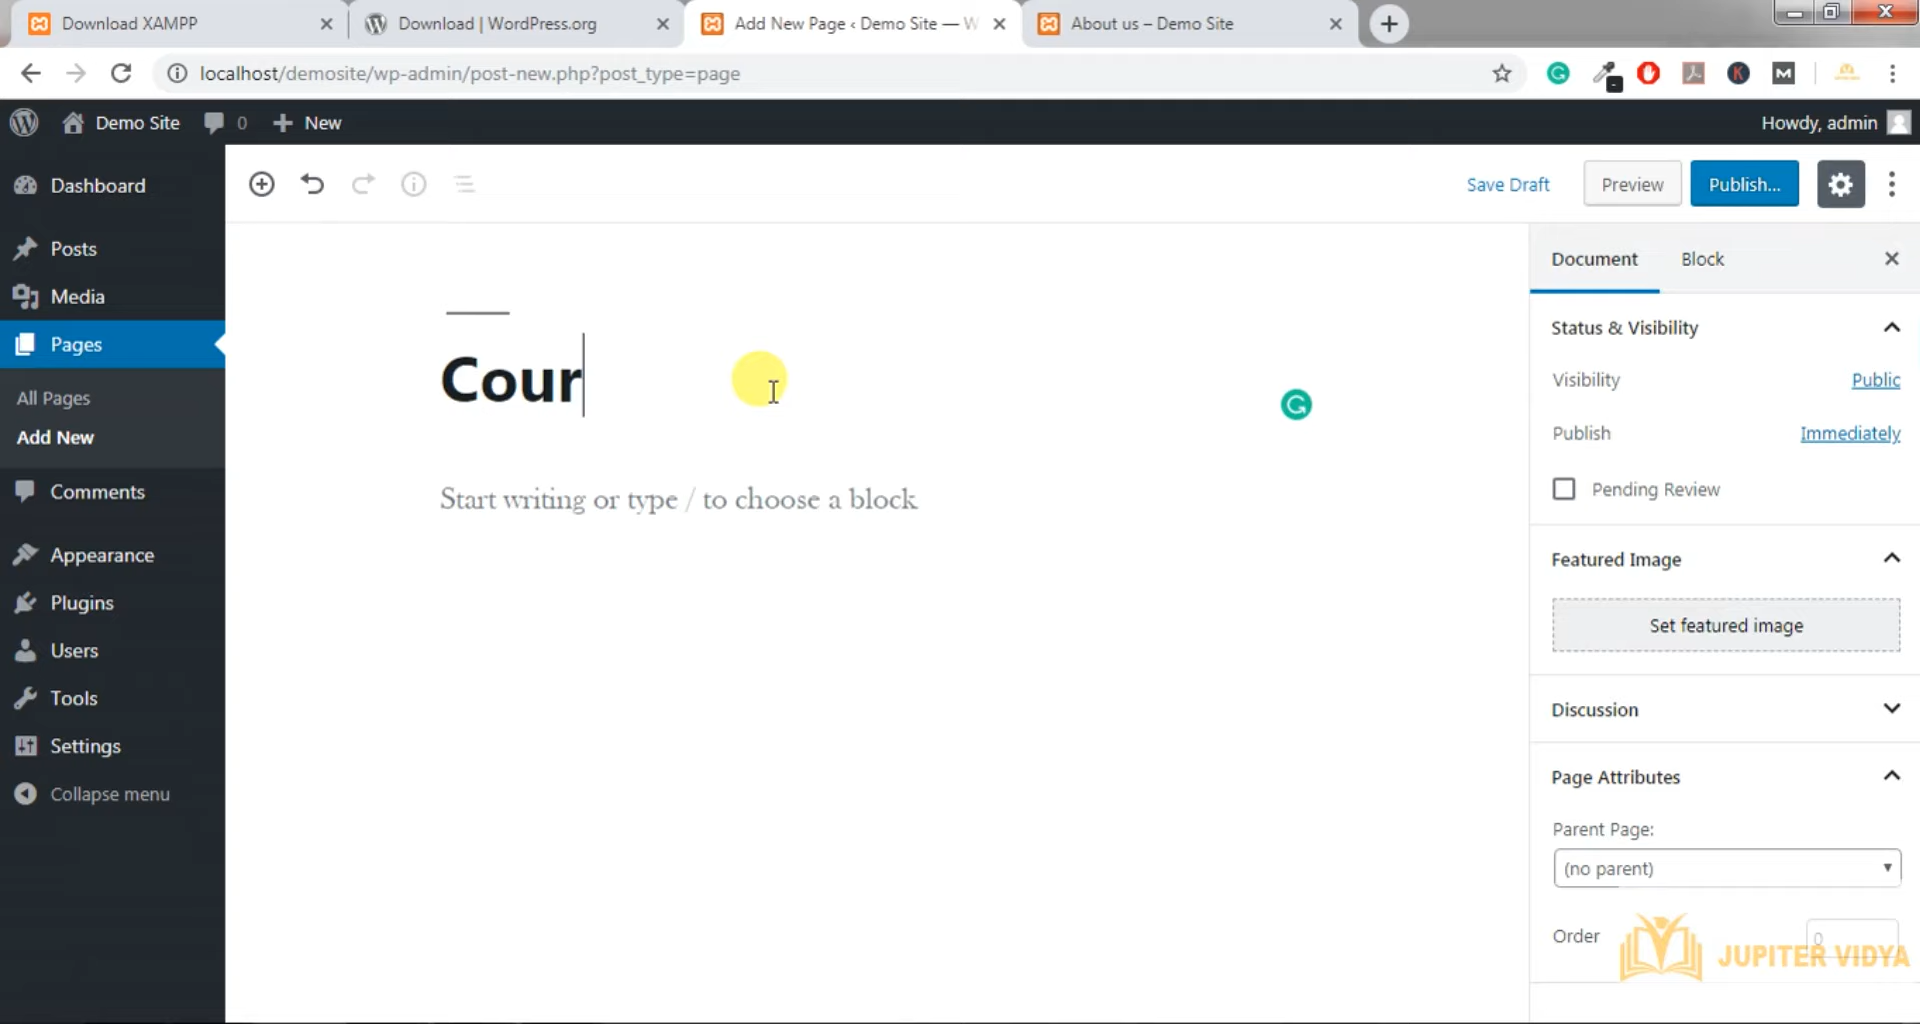 Download XAMPP
Download | WordPress.org
Add New Page ‹ Demo Site — W
About us – Demo Site
localhost/demosite/wp-admin/post-new.php?post_type=page
Demo Site
0
New
Howdy, admin
Dashboard
Posts
Media
Pages
All Pages
Add New
Comments
Appearance
Plugins
Users
Tools
Settings
Collapse menu
Save Draft
Preview
Publish...
Cour
Start writing or type / to choose a block
Document
Block
Status & Visibility
Visibility
Public
Publish
Immediately
Pending Review
Featured Image
Set featured image
Discussion
Page Attributes
Parent Page:
(no parent)
Order
0
JUPITER VIDYA